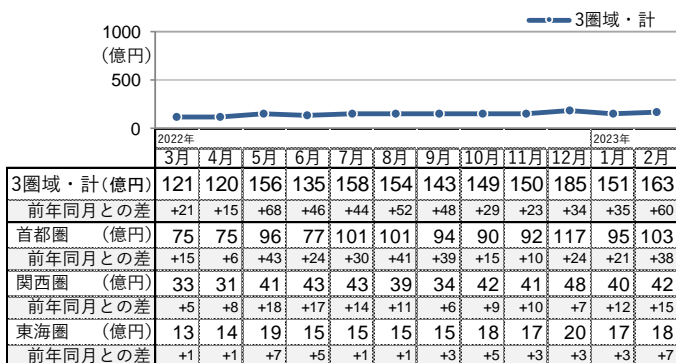 3圏域・計
1000
(億円)
500
0
2022年 2023年
3月 4月 5月 6月 7月 8月 9月 10月 11月 12月 1月 2月
3圏域・計(億円) 121 120 156 135 158 154 143 149 150 185 151 163
前年同月との差 +21 +15 +68 +46 +44 +52 +48 +29 +23 +34 +35 +60
首都圏 (億円) 75 75 96 77 101 101 94 90 92 117 95 103
前年同月との差 +15 +6 +43 +24 +30 +41 +39 +15 +10 +24 +21 +38
関西圏 (億円) 33 31 41 43 43 39 34 42 41 48 40 42
前年同月との差 +5 +8 +18 +17 +14 +11 +6 +9 +10 +7 +12 +15
東海圏 (億円) 13 14 19 15 15 15 15 18 17 20 17 18
前年同月との差 +1 +1 +7 +5 +1 +1 +3 +5 +3 +3 +3 +7